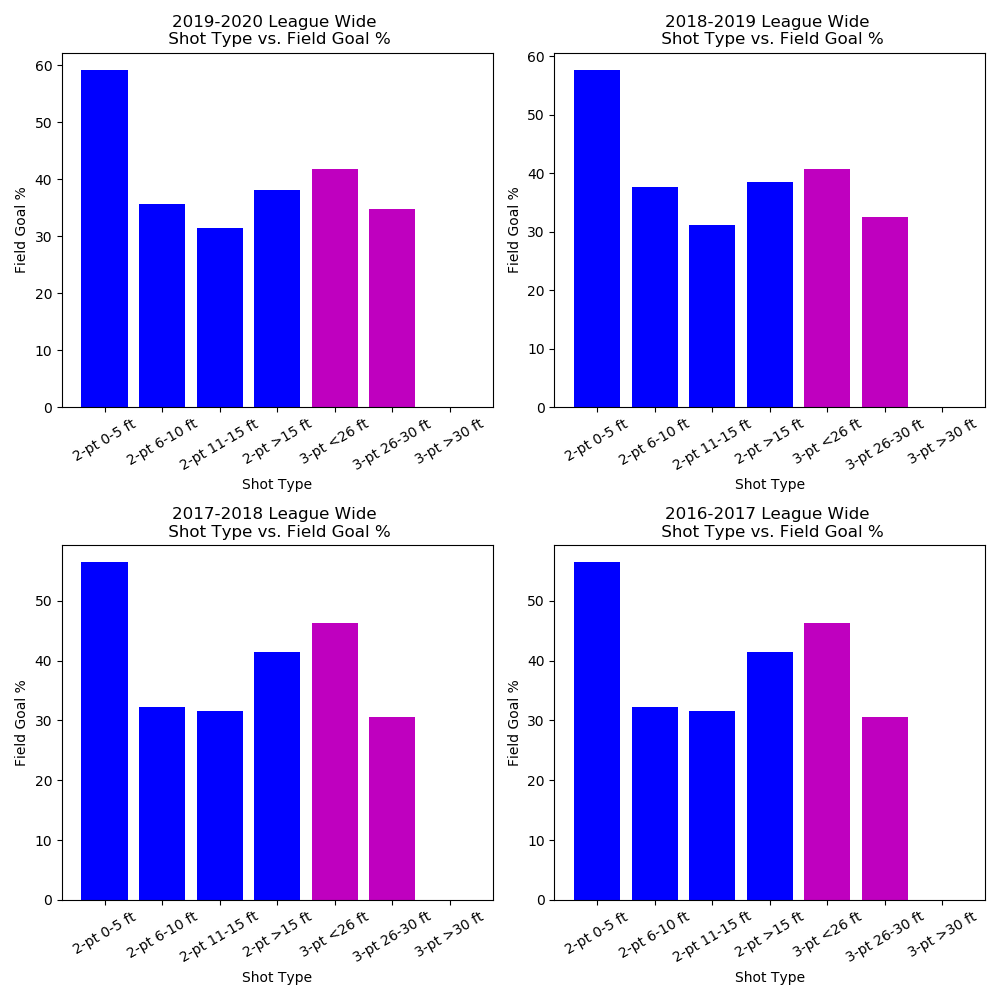 2019-2020 League Wide
Shot Type vs. Field Goal %
Field Goal %
60
50
40
30
20
10
0
2-pt 0-5 ft
2-pt 6-10 ft
2-pt 11-15 ft
2-pt >15 ft
3-pt <26 ft
3-pt 26-30 ft
3-pt >30 ft
Shot Type
2018-2019 League Wide
Shot Type vs. Field Goal %
Field Goal %
60
50
40
30
20
10
0
2-pt 0-5 ft
2-pt 6-10 ft
2-pt 11-15 ft
2-pt >15 ft
3-pt <26 ft
3-pt 26-30 ft
3-pt >30 ft
Shot Type
2017-2018 League Wide
Shot Type vs. Field Goal %
Field Goal %
50
40
30
20
10
0
2-pt 0-5 ft
2-pt 6-10 ft
2-pt 11-15 ft
2-pt >15 ft
3-pt <26 ft
3-pt 26-30 ft
3-pt >30 ft
Shot Type
2016-2017 League Wide
Shot Type vs. Field Goal %
Field Goal %
50
40
30
20
10
0
2-pt 0-5 ft
2-pt 6-10 ft
2-pt 11-15 ft
2-pt >15 ft
3-pt <26 ft
3-pt 26-30 ft
3-pt >30 ft
Shot Type